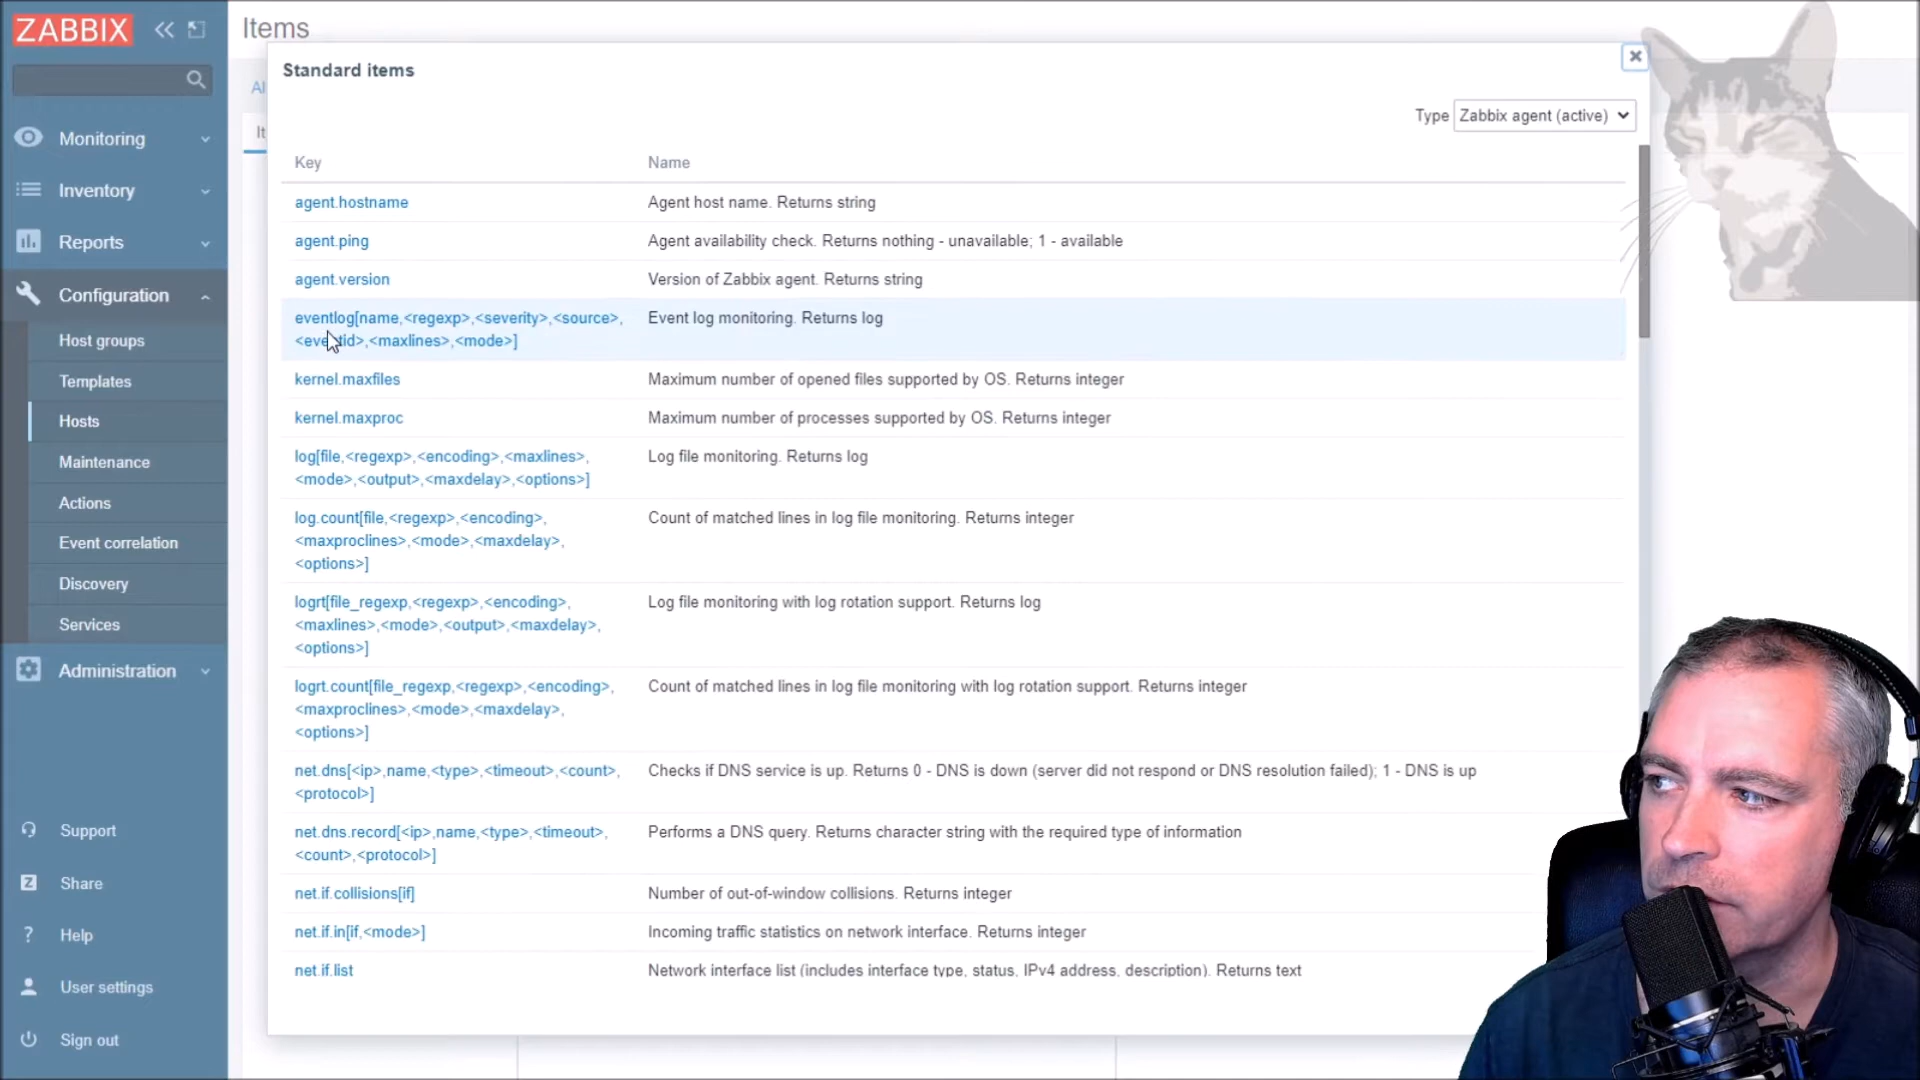 ZABBIX
Items
Standard items
Al
It
Type Zabbix agent (active)
Monitoring
Inventory
Reports
Configuration
Host groups
Templates
Hosts
Maintenance
Actions
Event correlation
Discovery
Services
Administration
Support
Z Share
? Help
User settings
Sign out
Key Name
agent.hostname Agent host name. Returns string
agent.ping Agent availability check. Returns nothing - unavailable; 1 - available
agent.version Version of Zabbix agent. Returns string
eventlog[name,<regexp>,<severity>,<source>, Event log monitoring. Returns log
<maxlines>,<mode>]
kernel.maxfiles Maximum number of opened files supported by OS. Returns integer
kernel.maxproc Maximum number of processes supported by OS. Returns integer
log[file,<regexp>,<encoding>,<maxlines>, Log file monitoring. Returns log
<mode>,<output>,<maxdelay>,<options>]
log.count[file,<regexp>,<encoding>, Count of matched lines in log file monitoring. Returns integer
<maxproclines>,<mode>,<maxdelay>,
<options>]
logrt[file_regexp,<regexp>,<encoding>, Log file monitoring with log rotation support. Returns log
<maxlines>,<mode>,<output>,<maxdelay>,
<options>]
logrt.count[file_regexp,<regexp>,<encoding>, Count of matched lines in log file monitoring with log rotation support. Returns integer
<maxproclines>,<mode>,<maxdelay>,
<options>]
net.dns[<ip>,name,<type>,<timeout>,<count>, Checks if DNS service is up. Returns 0 - DNS is down (server did not respond or DNS resolution failed); 1 - DNS is up
<protocol>]
net.dns.record[<ip>,name,<type>,<timeout>, Performs a DNS query. Returns character string with the required type of information
<count>,<protocol>]
net.if.collisions[if] Number of out-of-window collisions. Returns integer
net.if.in[if,<mode>] Incoming traffic statistics on network interface. Returns integer
net.if.list Network interface list (includes interface type, status, IPv4 address, description). Returns text